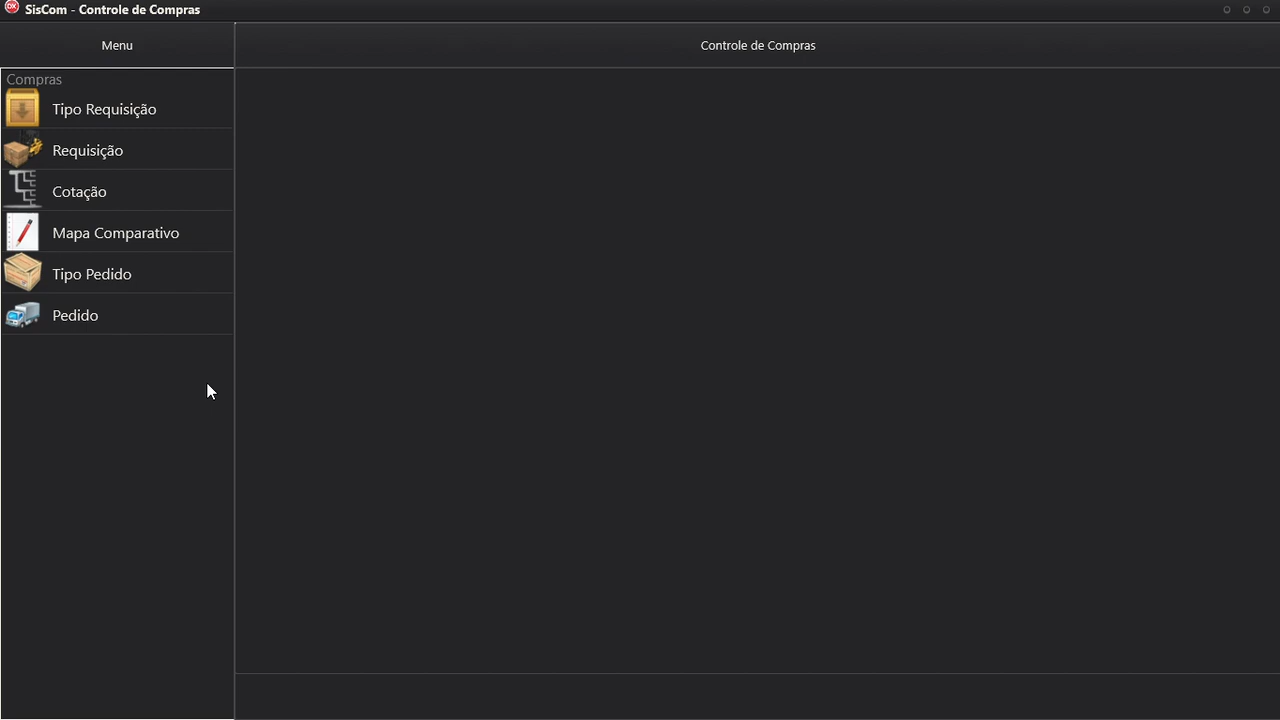 SisCom - Controle de Compras
Menu
Controle de Compras
Compras
Tipo Requisição
Requisição
Cotação
Mapa Comparativo
Tipo Pedido
Pedido